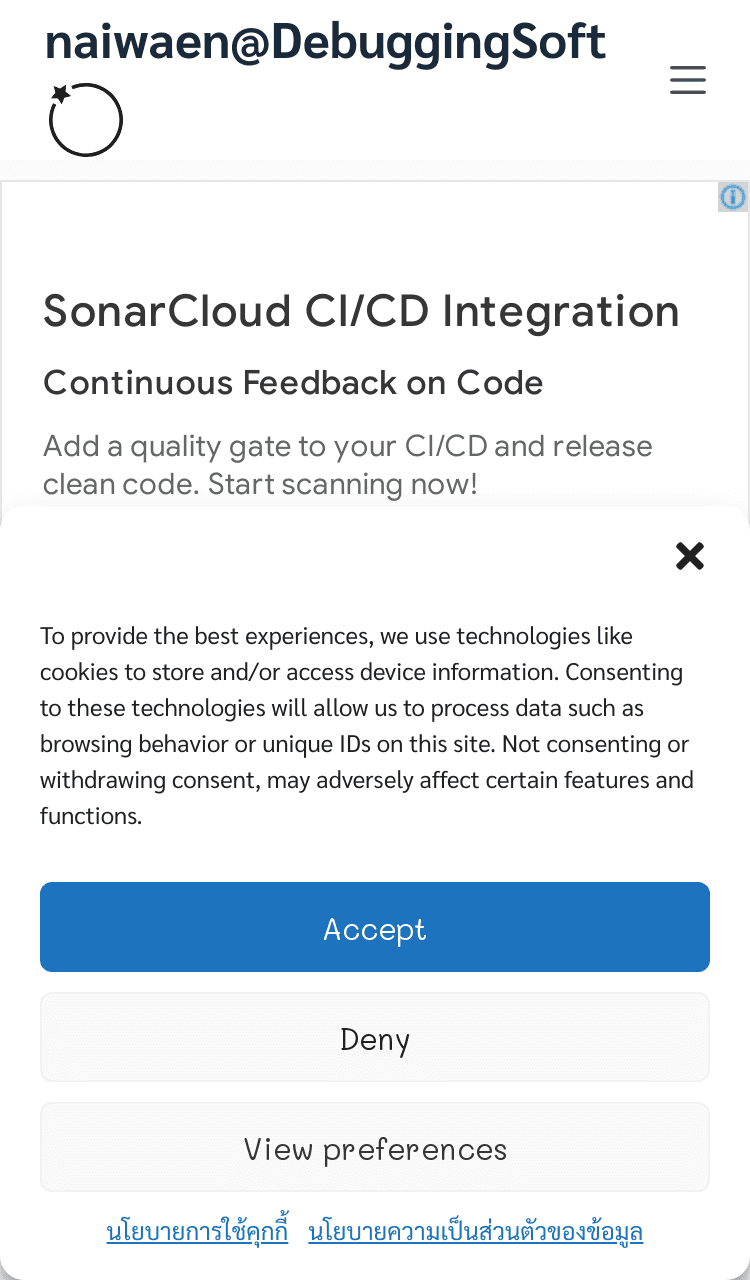 naiwaen@DebuggingSoft
SonarCloud CI/CD Integration
Continuous Feedback on Code
Add a quality gate to your CI/CD and release
clean code. Start scanning now!
To provide the best experiences, we use technologies like
cookies to store and/or access device information. Consenting
to these technologies will allow us to process data such as
browsing behavior or unique IDs on this site. Not consenting or
withdrawing consent, may adversely affect certain features and
functions.
Accept
Deny
View preferences
นโยบายการใช้คุกกี้ นโยบายความเป็นส่วนตัวของข้อมูล